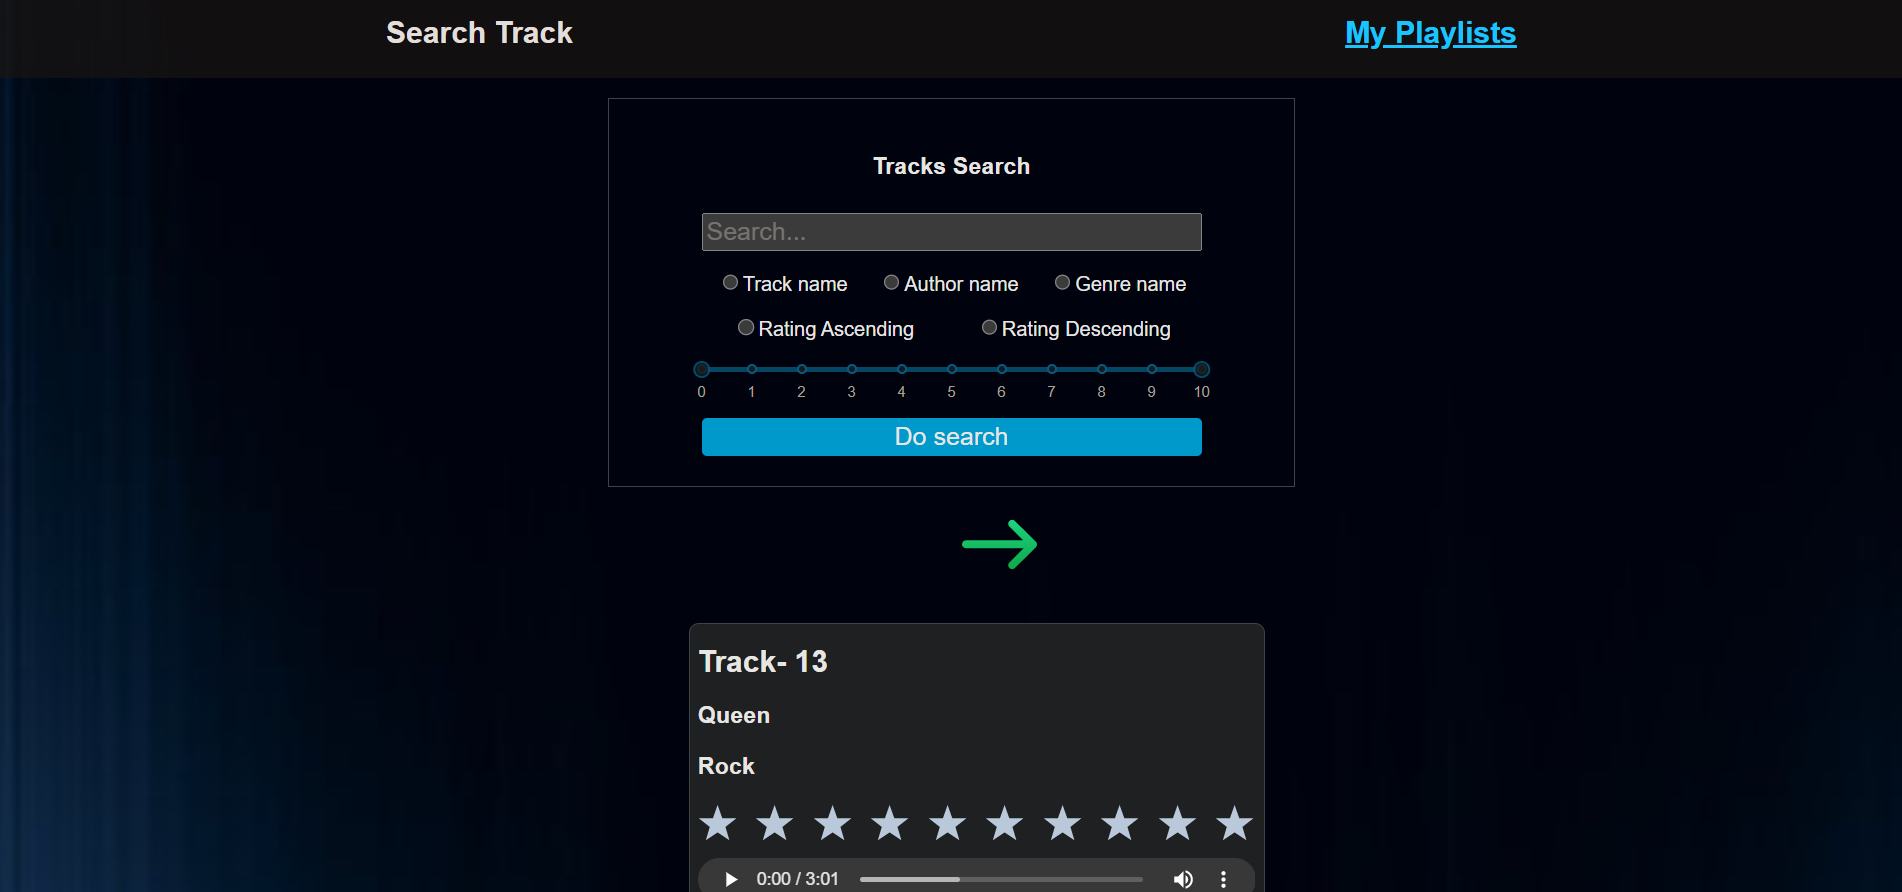 Search Track My Playlists
Tracks Search
Search...
Track name Author name Genre name
Rating Ascending Rating Descending
0 1 2 3 4 5 6 7 8 9 10
Do search
Track- 13
Queen
Rock
0:00 / 3:01